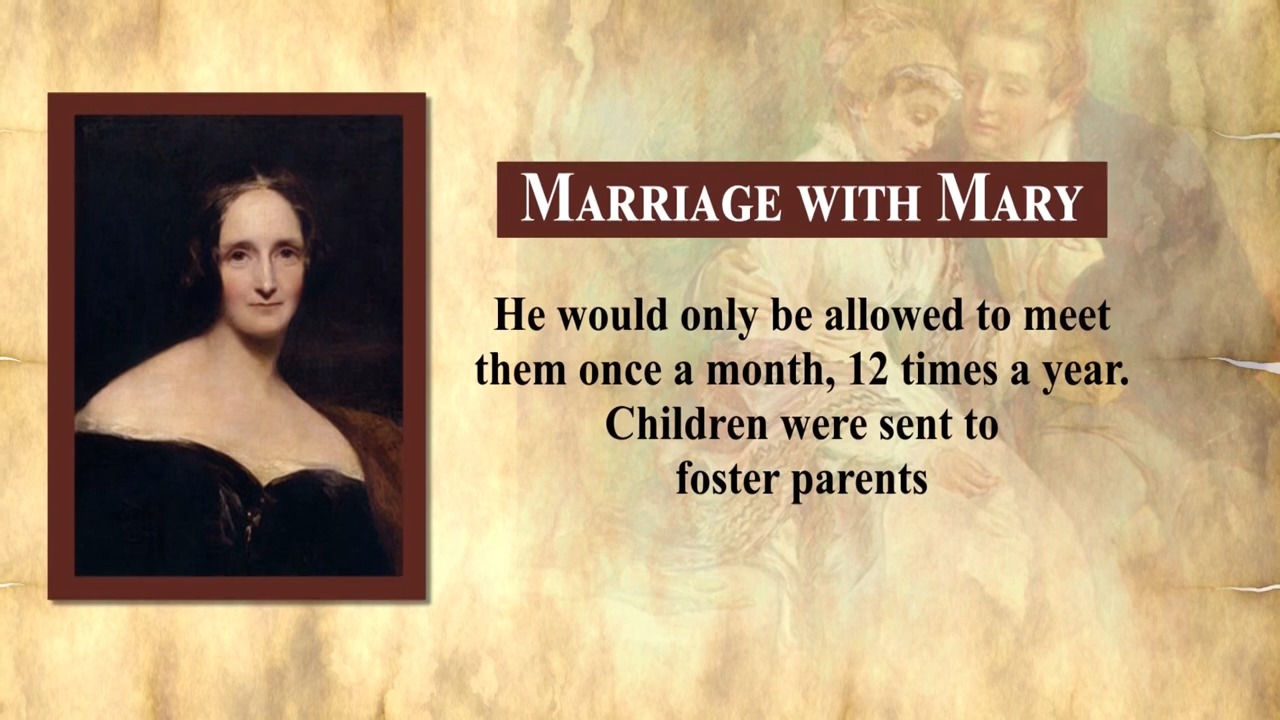 MARRIAGE WITH MARY
He would only be allowed to meet
them once a month, 12 times a year.
Children were sent to
foster parents